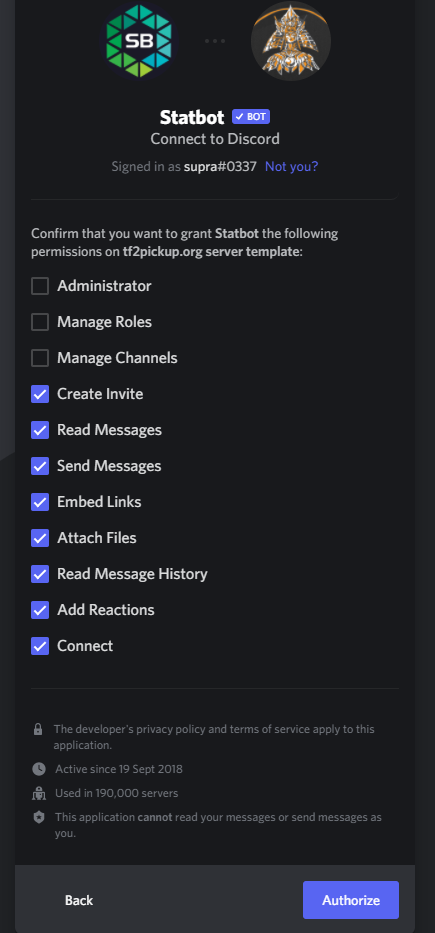 SB
Statbot ✓ BOT
Connect to Discord
Signed in as supra#0337 Not you?
Confirm that you want to grant Statbot the following
permissions on tf2pickup.org server template:
Administrator
Manage Roles
Manage Channels
Create Invite
Read Messages
Send Messages
Embed Links
Attach Files
Read Message History
Add Reactions
Connect
The developer's privacy policy and terms of service apply to this
application.
Active since 19 Sept 2018
Used in 190,000 servers
This application cannot read your messages or send messages as
you.
Back
Authorize